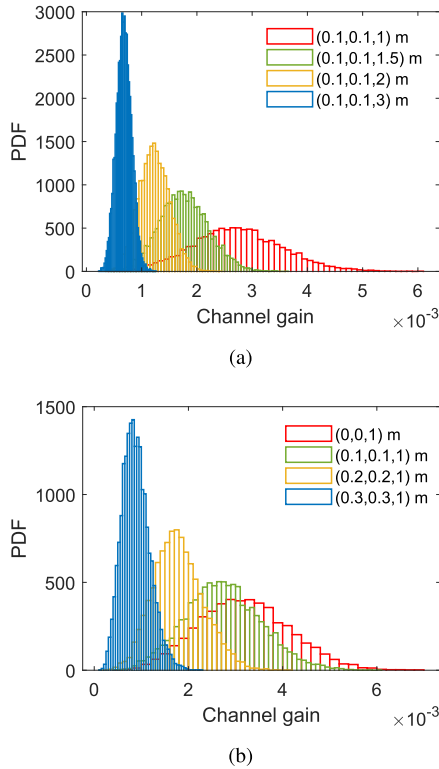 3000
2500
2000
1500
1000
500
0
PDF
(0.1,0.1,1) m
(0.1,0.1,1.5) m
(0.1,0.1,2) m
(0.1,0.1,3) m
0 1 2 3 4 5 6
Channel gain
×10⁻³
(a)
1500
1000
500
0
PDF
(0,0,1) m
(0.1,0.1,1) m
(0.2,0.2,1) m
(0.3,0.3,1) m
0 2 4 6
Channel gain
×10⁻³
(b)